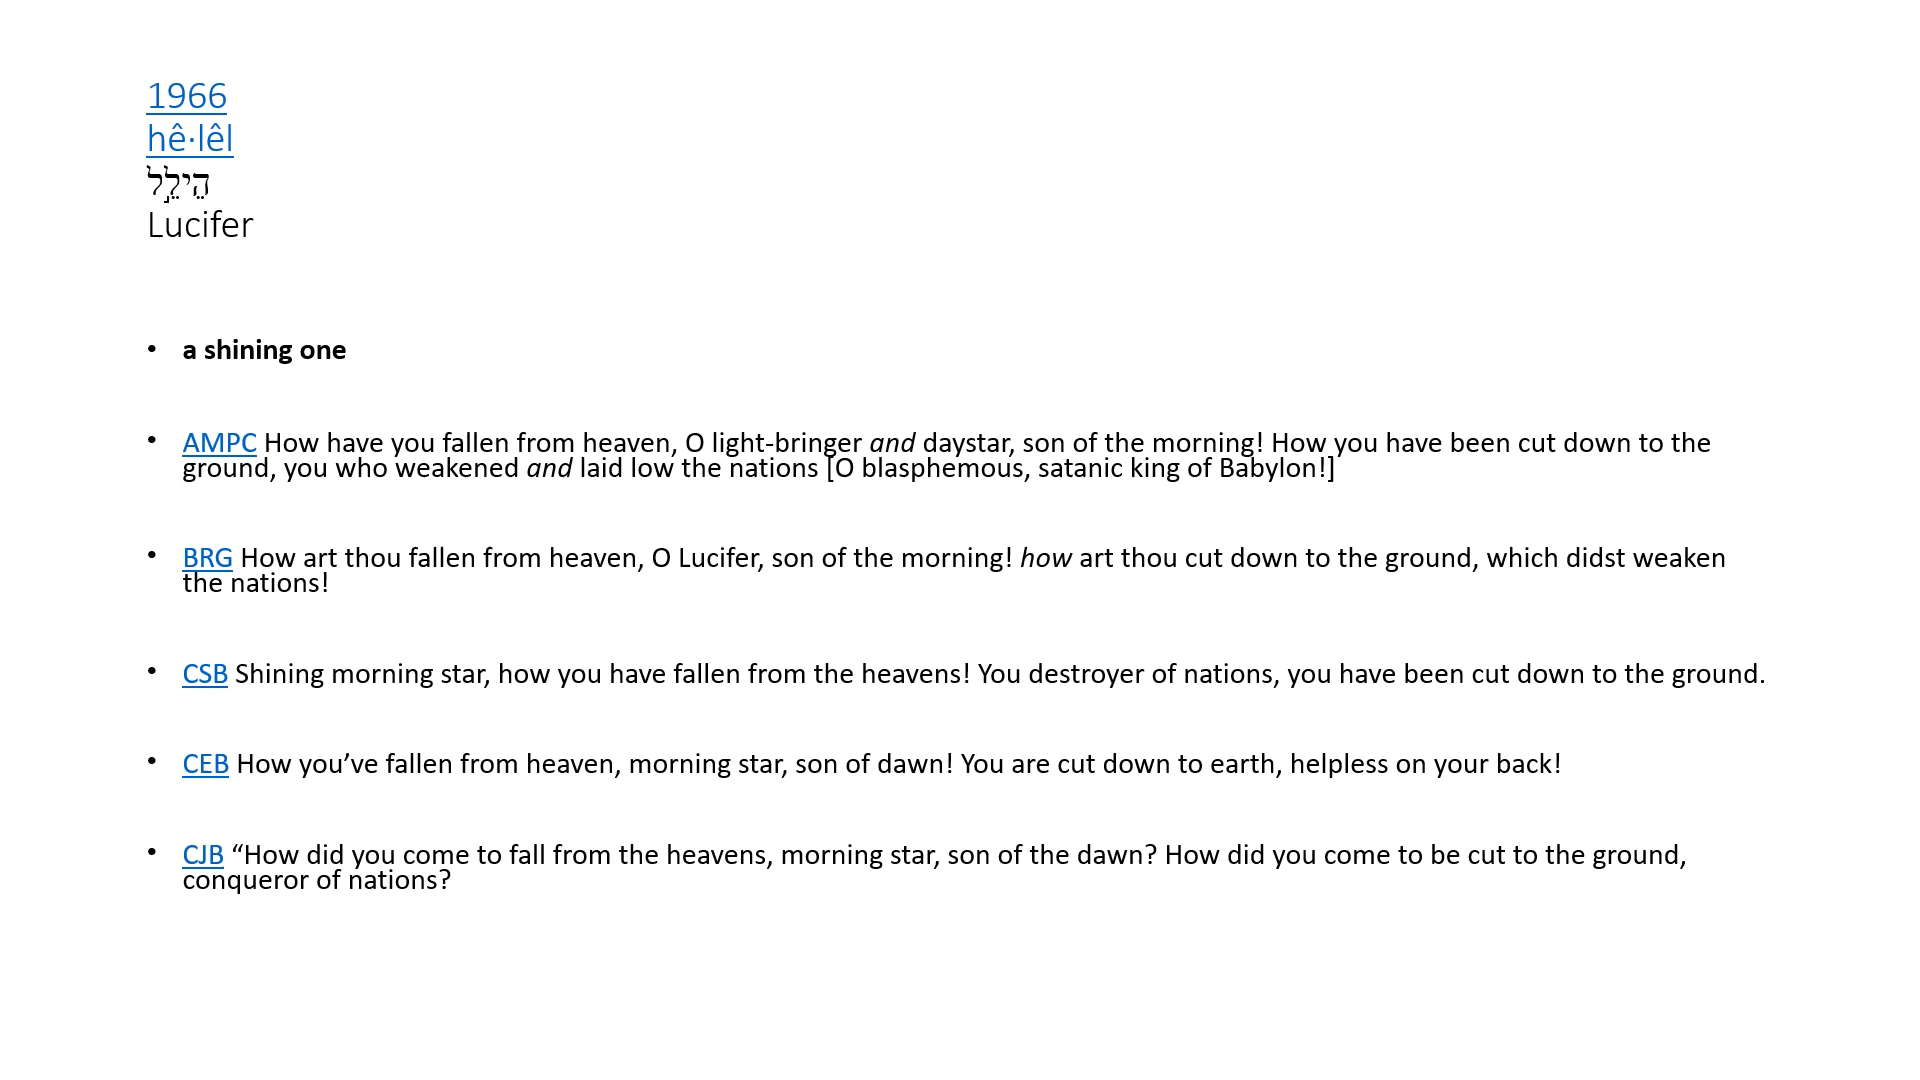 1966
hê·lêl
הֵילֵ֣ל
Lucifer
• a shining one
• AMPC How have you fallen from heaven, O light-bringer and daystar, son of the morning! How you have been cut down to the
ground, you who weakened and laid low the nations [O blasphemous, satanic king of Babylon!]
• BRG How art thou fallen from heaven, O Lucifer, son of the morning! how art thou cut down to the ground, which didst weaken
the nations!
• CSB Shining morning star, how you have fallen from the heavens! You destroyer of nations, you have been cut down to the ground.
• CEB How you’ve fallen from heaven, morning star, son of dawn! You are cut down to earth, helpless on your back!
• CJB “How did you come to fall from the heavens, morning star, son of the dawn? How did you come to be cut to the ground,
conqueror of nations?